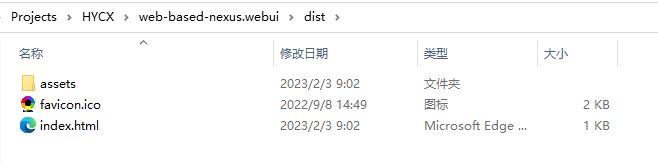 Projects > HYCX > web-based-nexus.webui > dist >
名称 修改日期 类型 大小
assets 2023/2/3 9:02 文件夹
favicon.ico 2022/9/8 14:49 图标 2 KB
index.html 2023/2/3 9:02 Microsoft Edge ... 1 KB